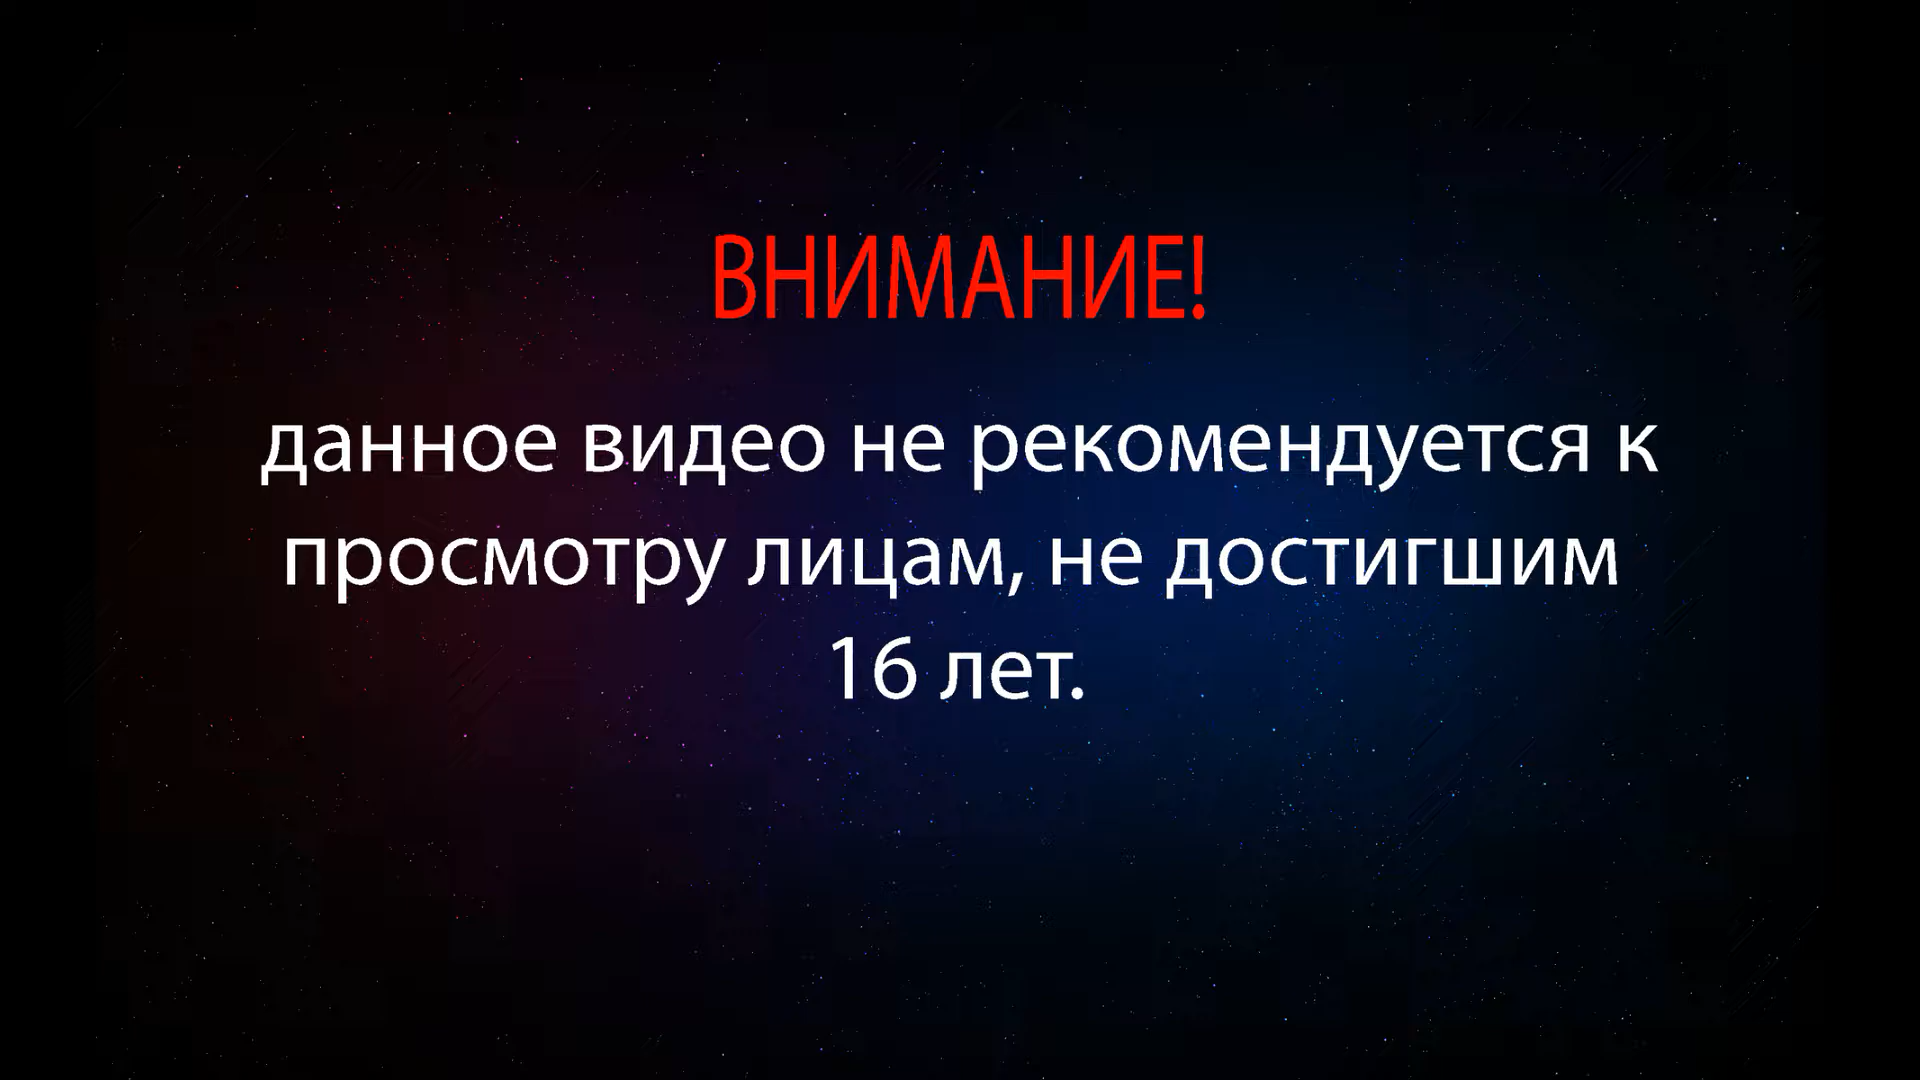 ВНИМАНИЕ!
данное видео не рекомендуется к
просмотру лицам, не достигшим
16 лет.